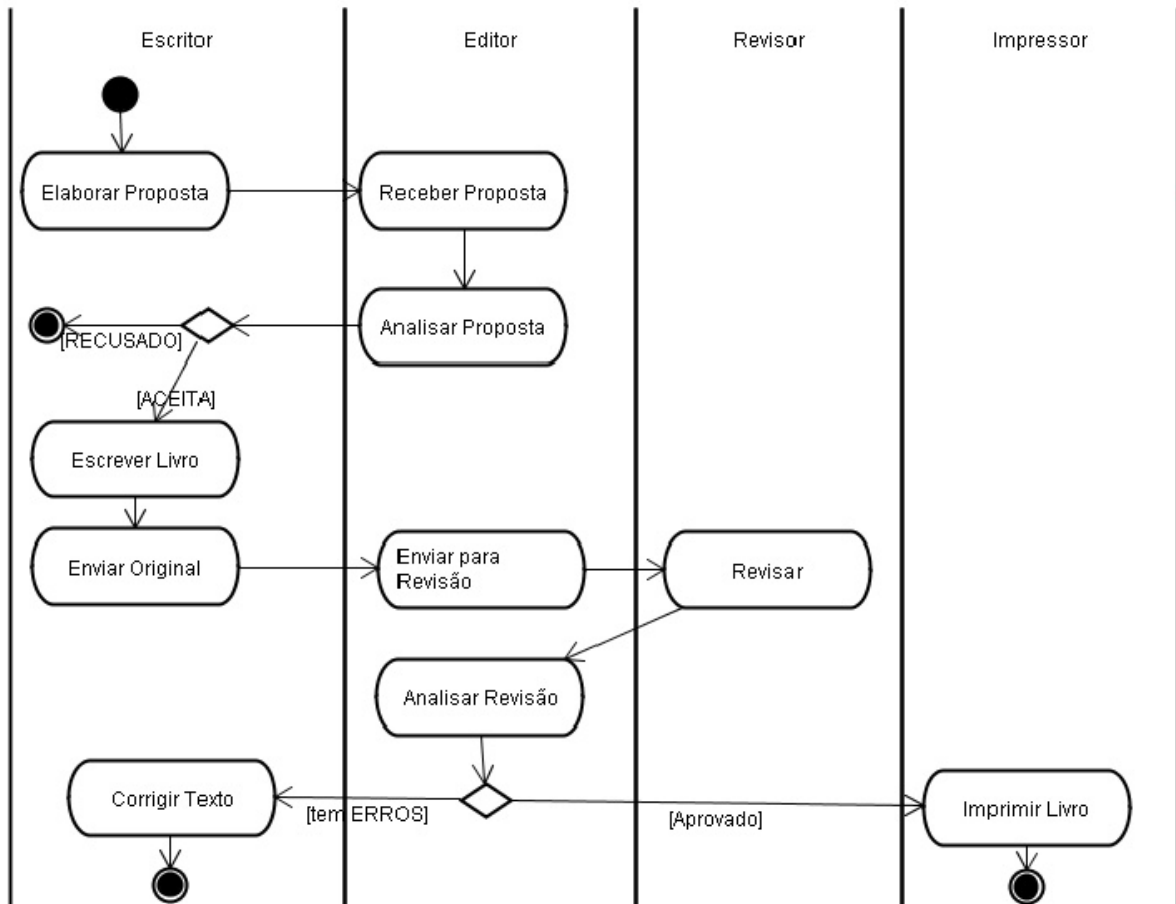 Escritor
Editor
Revisor
Impressor
Elaborar Proposta
Receber Proposta
Analisar Proposta
[RECUSADO]
[ACEITA]
Escrever Livro
Enviar Original
Enviar para
Revisão
Revisar
Analisar Revisão
Corrigir Texto
[tem ERROS]
[Aprovado]
Imprimir Livro